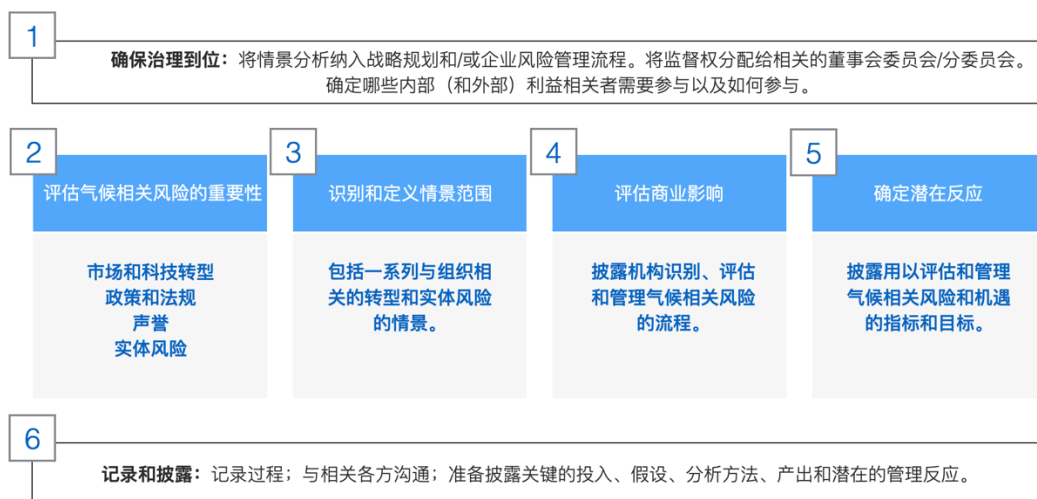 1
确保治理到位：将情景分析纳入战略规划和/或企业风险管理流程。将监督权分配给相关的董事会委员会/分委员会。
确定哪些内部（和外部）利益相关者需要参与以及如何参与。
2
评估气候相关风险的重要性
市场和科技转型
政策和法规
声誉
实体风险
3
识别和定义情景范围
包括一系列与组织相
关的转型和实体风险
的情景。
4
评估商业影响
披露机构识别、评估
和管理气候相关风险
的流程。
5
确定潜在反应
披露用以评估和管理
气候相关风险和机遇
的指标和目标。
6
记录和披露：记录过程；与相关各方沟通；准备披露关键的投入、假设、分析方法、产出和潜在的管理反应。